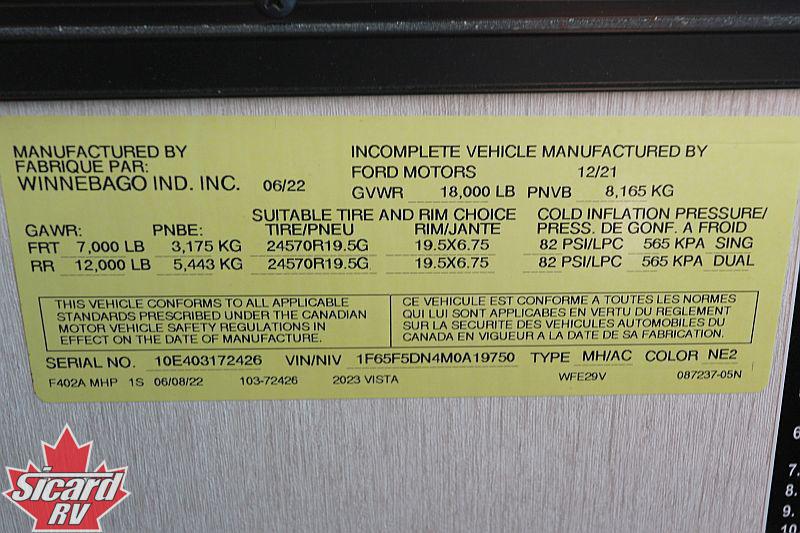 MANUFACTURED BY
FABRIQUE PAR:
WINNEBAGO IND. INC. 06/22
INCOMPLETE VEHICLE MANUFACTURED BY
FORD MOTORS 12/21
GVWR 18,000 LB PNVB 8,165 KG
SUITABLE TIRE AND RIM CHOICE COLD INFLATION PRESSURE/
GAWR: PNBE: TIRE/PNEU RIM/JANTE PRESS. DE GONF. A FROID
FRT 7,000 LB 3,175 KG 24570R19.5G 19.5X6.75 82 PSI/LPC 565 KPA SING
RR 12,000 LB 5,443 KG 24570R19.5G 19.5X6.75 82 PSI/LPC 565 KPA DUAL
THIS VEHICLE CONFORMS TO ALL APPLICABLE
STANDARDS PRESCRIBED UNDER THE CANADIAN
MOTOR VEHICLE SAFETY REGULATIONS IN
EFFECT ON THE DATE OF MANUFACTURE.
CE VEHICULE EST CONFORME A TOUTES LES NORMES
QUI LUI SONT APPLICABLES EN VERTU DU REGLEMENT
SUR LA SECURITE DES VEHICULES AUTOMOBILES DU
CANADA EN VIGUEUR A LA DATE DE SA FABRICATION.
SERIAL NO. 10E403172426 VIN/NIV 1F65F5DN4M0A19750 TYPE MH/AC COLOR NE2
F402A MHP 1S 06/08/22 103-72426 2023 VISTA WFE29V 087237-05N
6.
7.
8.
9.
10
Sicard
RV